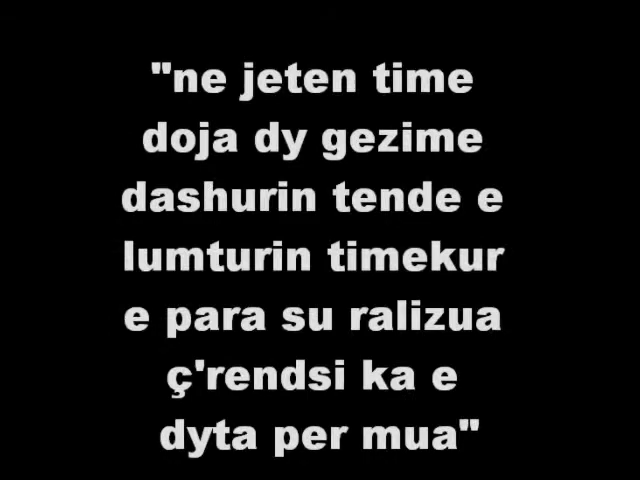 "ne jeten time
doja dy gezime
dashurin tende e
lumturin timekur
e para su ralizua
ç'rendsi ka e
dyta per mua"